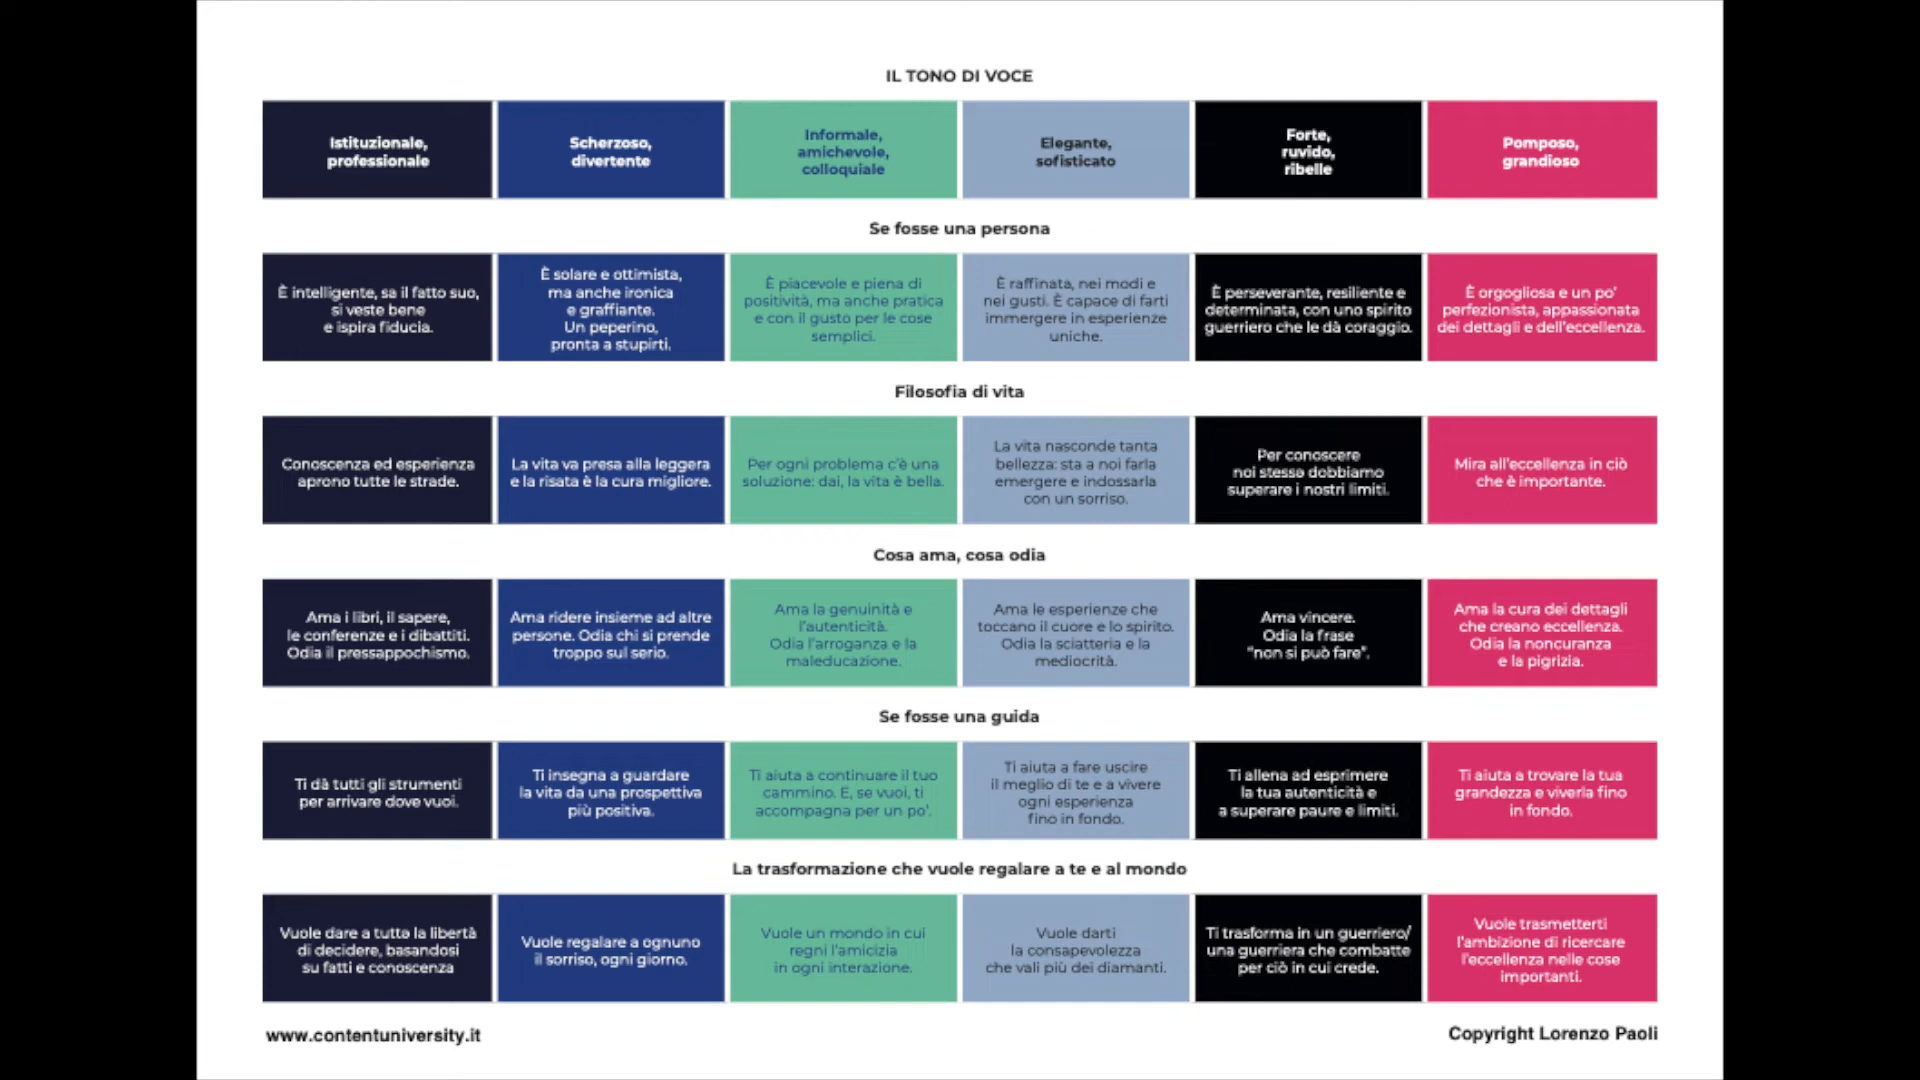 IL TONO DI VOCE
Istituzionale,
professionale
Scherzoso,
divertente
Informale,
amichevole,
colloquiale
Elegante,
sofisticato
Forte,
ruvido,
ribelle
Pomposo,
grandioso
Se fosse una persona
È intelligente, sa il fatto suo,
si veste bene
e ispira fiducia.
È solare e ottimista,
ma anche ironica
e graffiante.
Un peperino,
pronta a stupirti.
È piacevole e piena di
positività, ma anche pratica
e con il gusto per le cose
semplici.
È raffinata, nei modi e
nei gusti. È capace di farti
immergere in esperienze
uniche.
È perseverante, resiliente e
determinata, con uno spirito
guerriero che le dà coraggio.
È orgogliosa e un po'
perfezionista, appassionata
dei dettagli e dell'eccellenza.
Filosofia di vita
Conoscenza ed esperienza
aprono tutte le strade.
La vita va presa alla leggera
e la risata è la cura migliore.
Per ogni problema c'è una
soluzione: dai, la vita è bella.
La vita nasconde tanta
bellezza: sta a noi farla
emergere e indossarla
con un sorriso.
Per conoscere
noi stessə dobbiamo
superare i nostri limiti.
Mira all'eccellenza in ciò
che è importante.
Cosa ama, cosa odia
Ama i libri, il sapere,
le conferenze e i dibattiti.
Odia il pressappochismo.
Ama ridere insieme ad altre
persone. Odia chi si prende
troppo sul serio.
Ama la genuinità e
l'autenticità.
Odia l'arroganza e la
maleducazione.
Ama le esperienze che
toccano il cuore e lo spirito.
Odia la sciatteria e la
mediocrità.
Ama vincere.
Odia la frase
"non si può fare".
Ama la cura dei dettagli
che creano eccellenza.
Odia la noncuranza
e la pigrizia.
Se fosse una guida
Ti dà tutti gli strumenti
per arrivare dove vuoi.
Ti insegna a guardare
la vita da una prospettiva
più positiva.
Ti aiuta a continuare il tuo
cammino. E, se vuoi, ti
accompagna per un po'.
Ti aiuta a fare uscire
il meglio di te e a vivere
ogni esperienza
fino in fondo.
Ti allena ad esprimere
la tua autenticità e
a superare paure e limiti.
Ti aiuta a trovare la tua
grandezza e viverla fino
in fondo.
La trasformazione che vuole regalare a te e al mondo
Vuole dare a tuttə la libertà
di decidere, basandosi
su fatti e conoscenza
Vuole regalare a ognuno
il sorriso, ogni giorno.
Vuole un mondo in cui
regni l'amicizia
in ogni interazione.
Vuole darti
la consapevolezza
che vali più dei diamanti.
Ti trasforma in un guerriero/
una guerriera che combatte
per ciò in cui crede.
Vuole trasmetterti
l'ambizione di ricercare
l'eccellenza nelle cose
importanti.
www.contentuniversity.it
Copyright Lorenzo Paoli